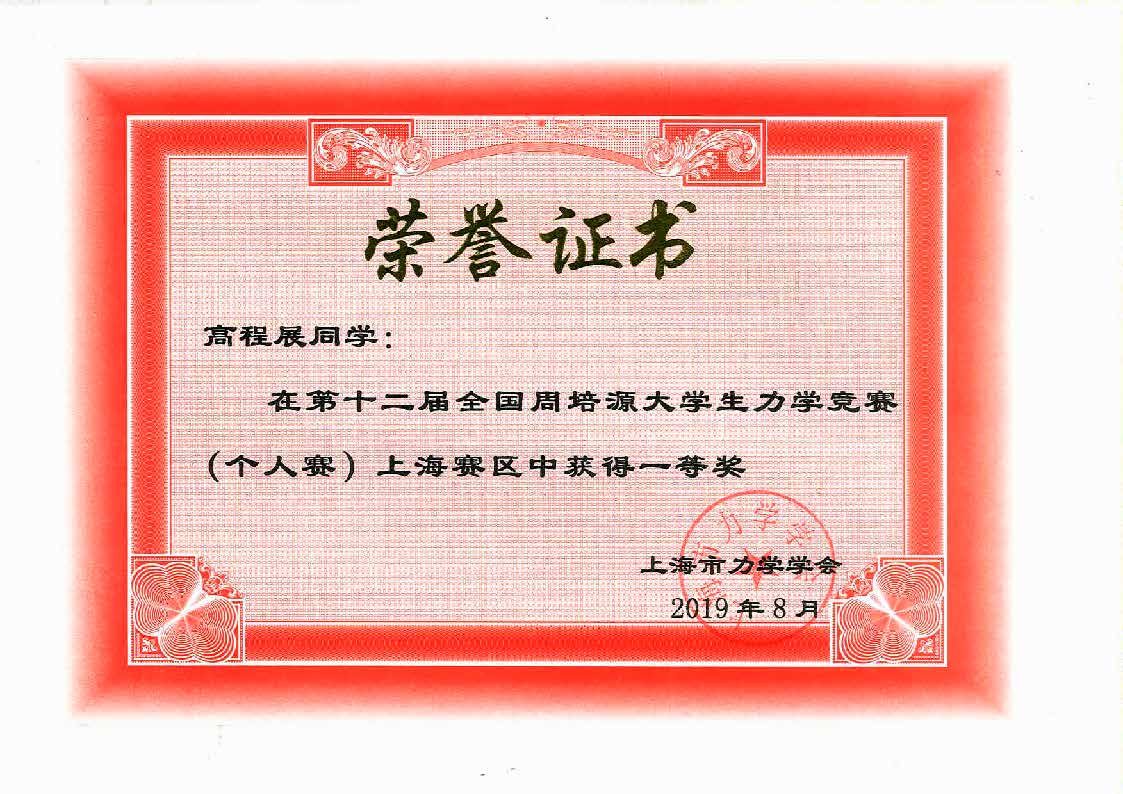 荣誉证书
高程展同学：
在第十二届全国周培源大学生力学竞赛
（个人赛）上海赛区中获得一等奖
上海市力学学会
2019年8月